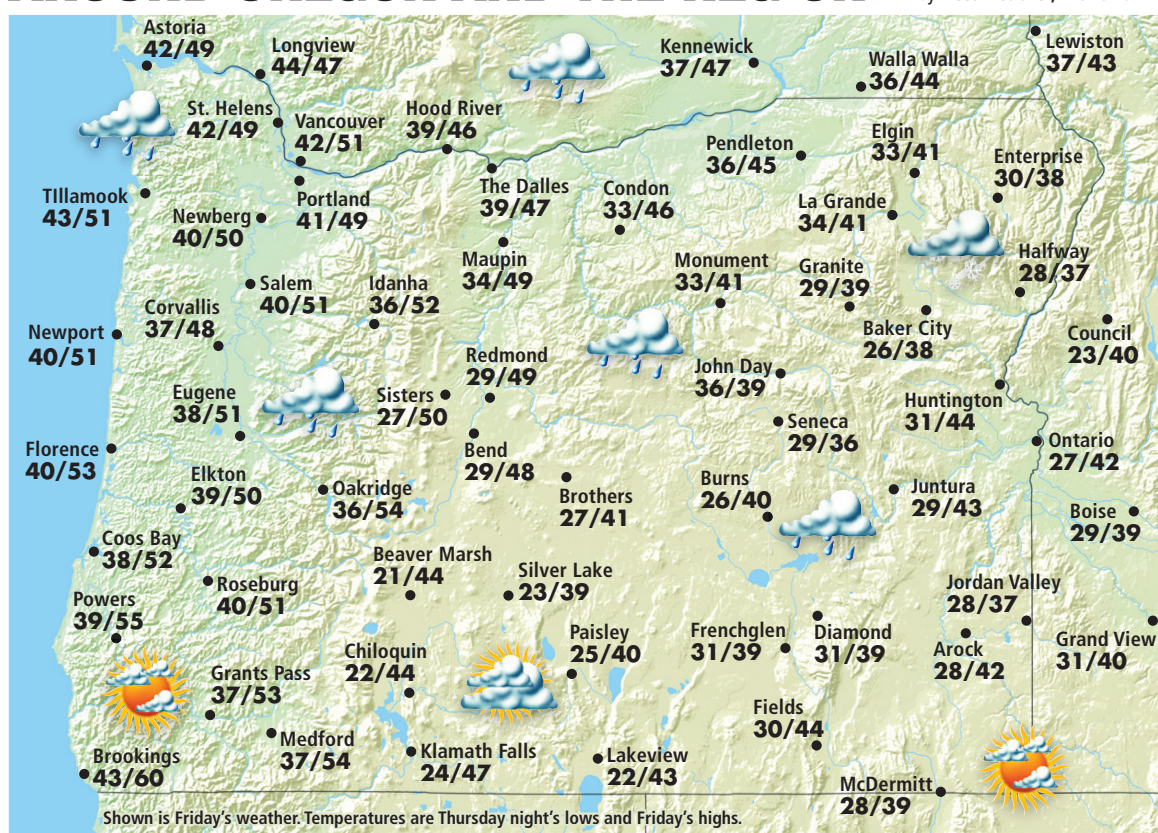 Astoria
42/49
Longview
44/47
Kennewick
37/47
Walla Walla
36/44
Lewiston
37/43
St. Helens
42/49
Vancouver
42/51
Hood River
39/46
Pendleton
36/45
Elgin
33/41
Enterprise
30/38
TIllamook
43/51
Newberg
40/50
Portland
41/49
The Dalles
39/47
Condon
33/46
La Grande
34/41
Maupin
34/49
Monument
33/41
Granite
29/39
Halfway
28/37
Salem
40/51
Idanha
36/52
Corvallis
37/48
Newport
40/51
Baker City
26/38
Council
23/40
Redmond
29/49
John Day
36/39
Eugene
38/51
Sisters
27/50
Huntington
31/44
Seneca
29/36
Florence
40/53
Bend
29/48
Ontario
27/42
Elkton
39/50
Oakridge
36/54
Brothers
27/41
Burns
26/40
Juntura
29/43
Boise
29/39
Coos Bay
38/52
Beaver Marsh
21/44
Silver Lake
23/39
Roseburg
40/51
Jordan Valley
28/37
Powers
39/55
Chiloquin
22/44
Paisley
25/40
Frenchglen
31/39
Diamond
31/39
Arock
28/42
Grand View
31/40
Grants Pass
37/53
Fields
30/44
Medford
37/54
Klamath Falls
24/47
Lakeview
22/43
Brookings
43/60
McDermitt
28/39
Shown is Friday's weather. Temperatures are Thursday night's lows and Friday's highs.